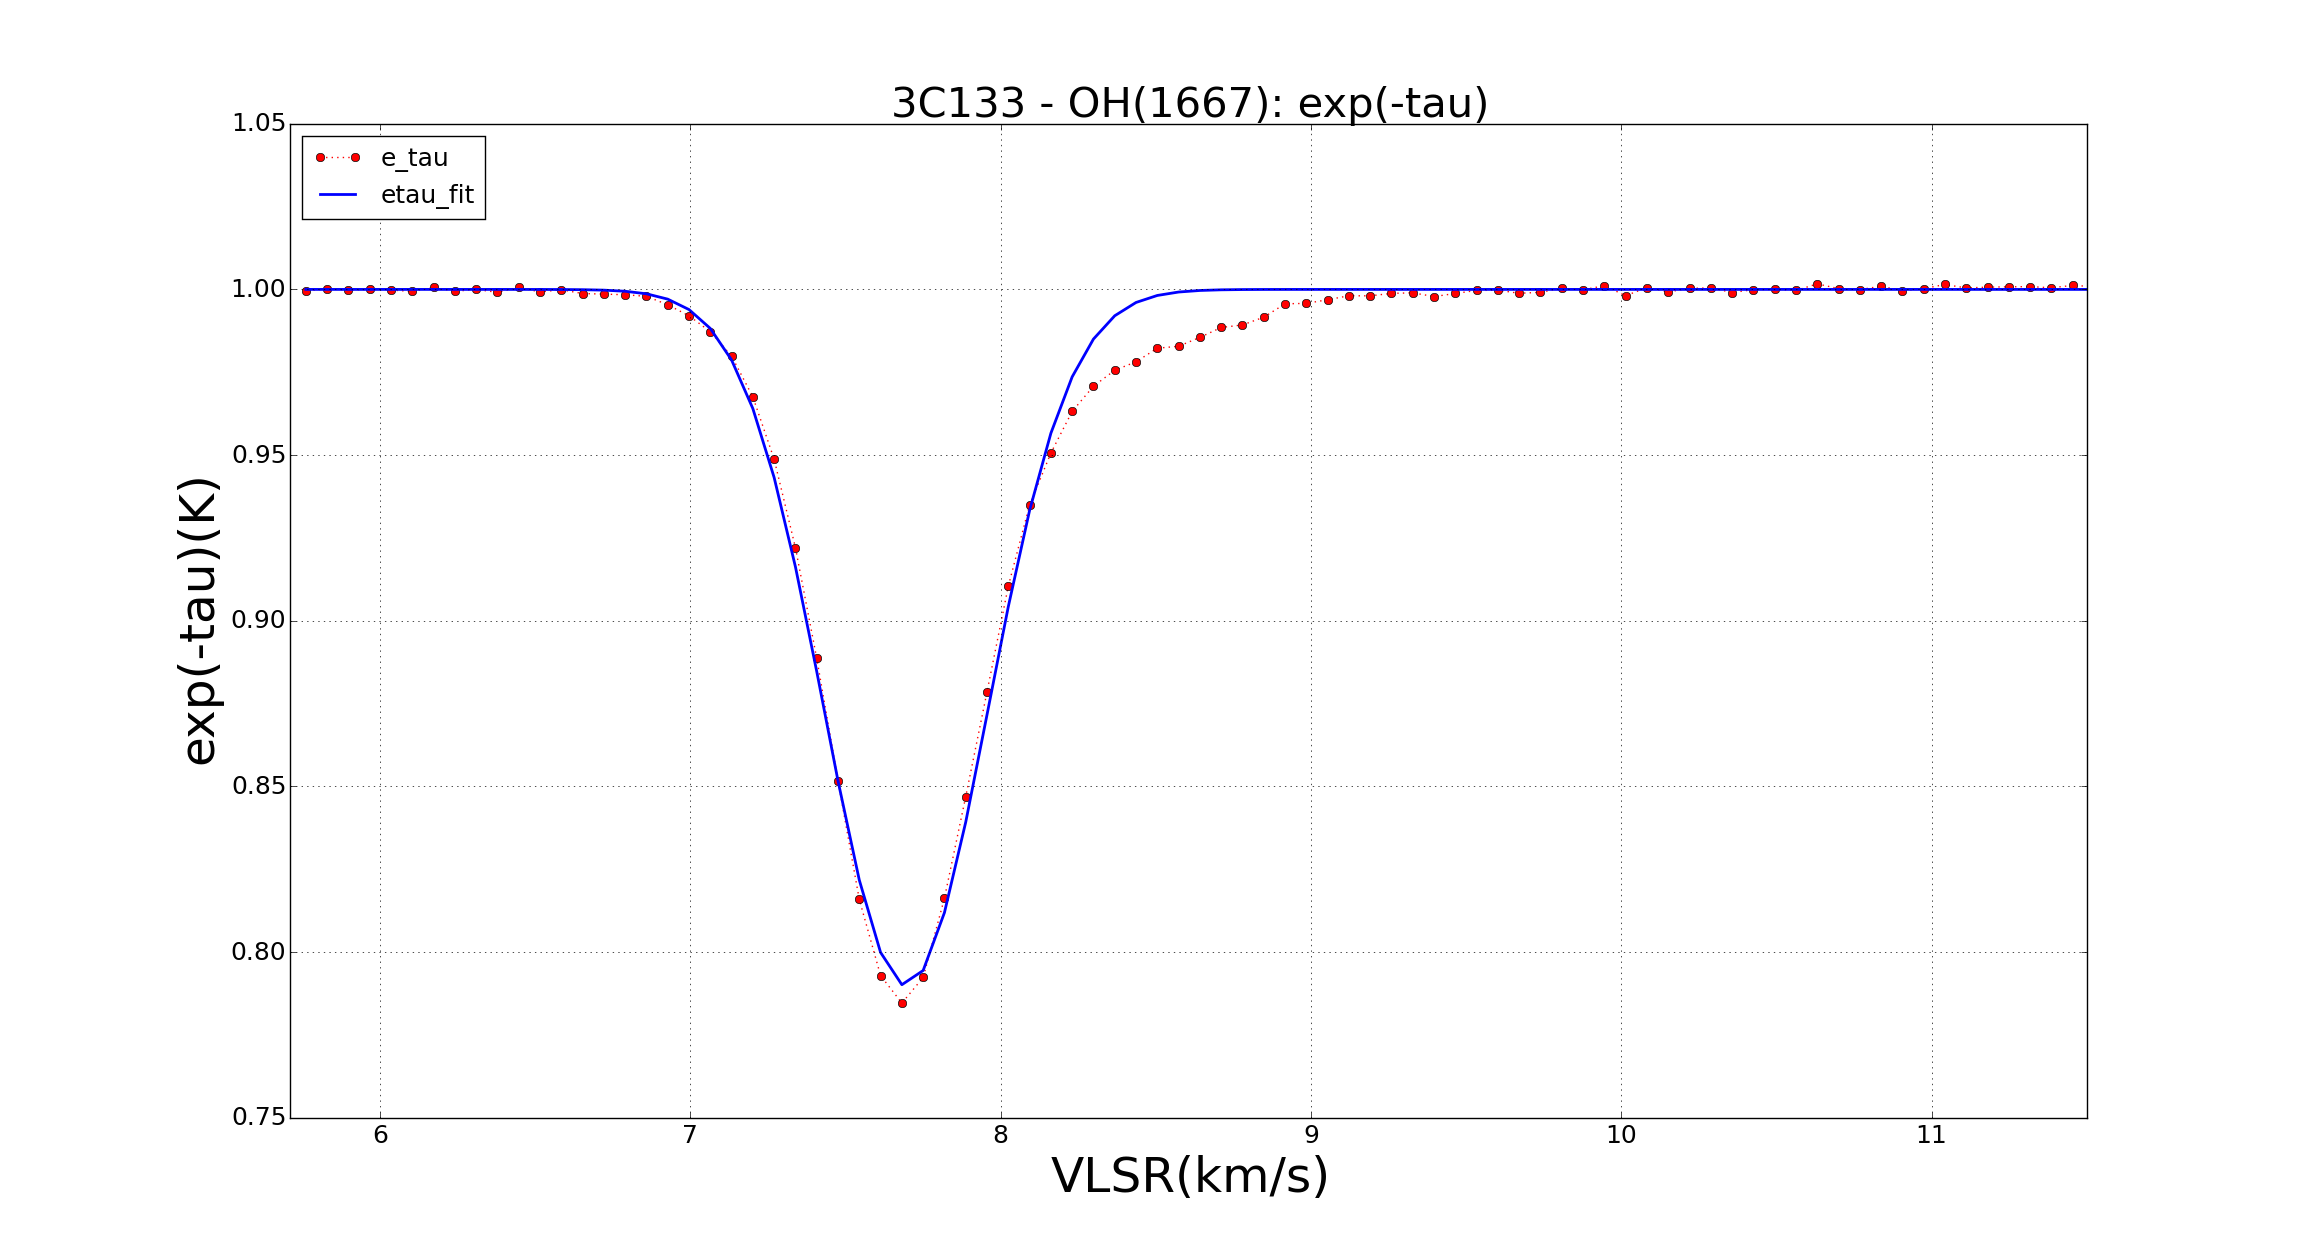 3C133 - OH(1667): exp(-tau)
1.05
e_tau
etau_fit
1.00
0.95
0.90
0.85
0.80
0.75
exp(-tau)(K)
6 7 8 9 10 11
VLSR(km/s)